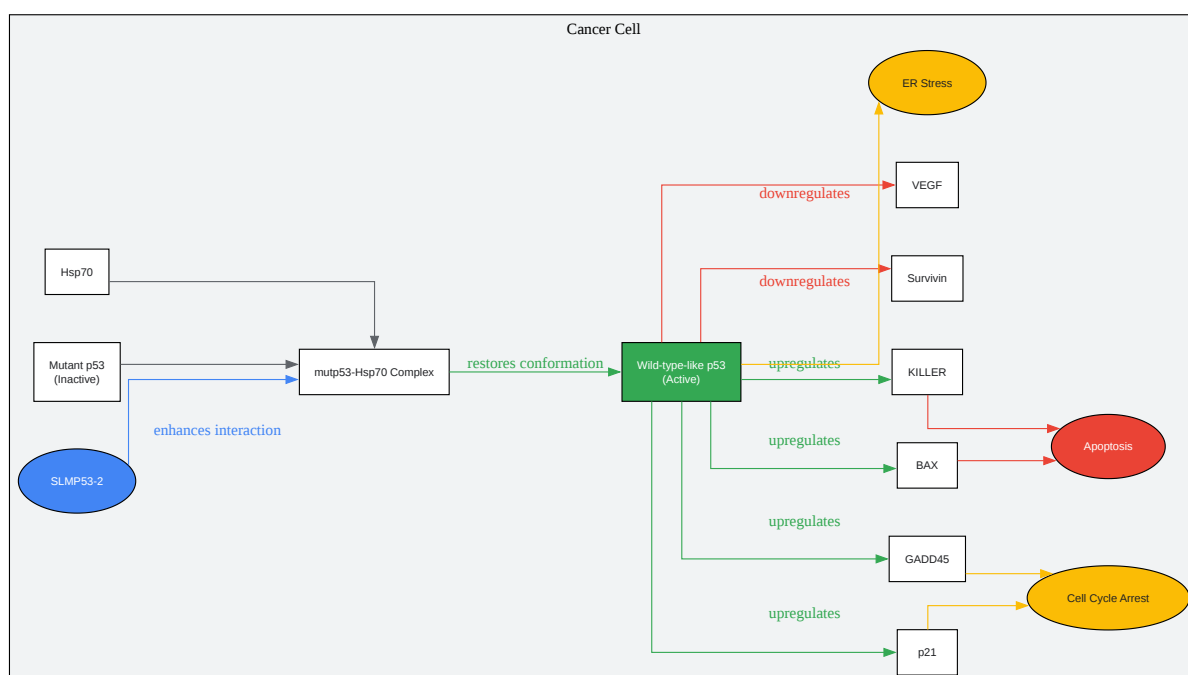 Cancer Cell
ER Stress
VEGF
downregulates
Hsp70
Survivin
downregulates
Mutant p53
(Inactive)
mutp53-Hsp70 Complex
restores conformation
Wild-type-like p53
(Active)
upregulates
KILLER
enhances interaction
upregulates
Apoptosis
BAX
SLMP53-2
upregulates
GADD45
Cell Cycle Arrest
upregulates
p21